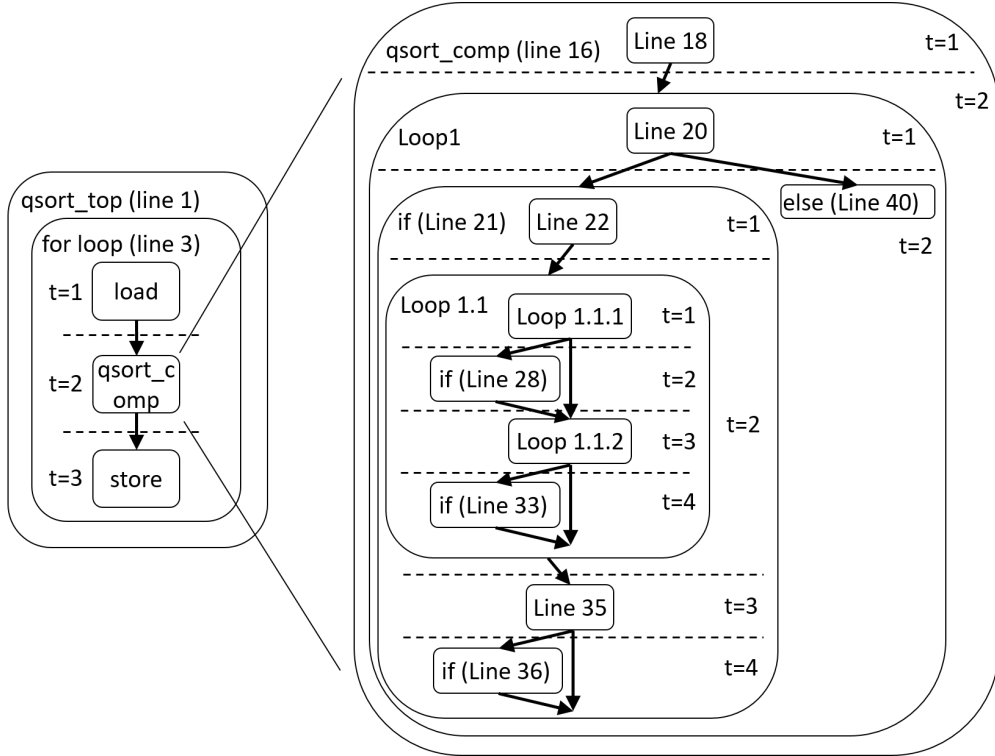 qsort_top (line 1)
for loop (line 3)
t=1
load
t=2
qsort_c
omp
t=3
store
qsort_comp (line 16)
Line 18
t=1
t=2
Loop1
Line 20
t=1
else (Line 40)
t=2
if (Line 21)
Line 22
t=1
Loop 1.1
Loop 1.1.1
t=1
if (Line 28)
t=2
t=2
Loop 1.1.2
t=3
if (Line 33)
t=4
Line 35
t=3
if (Line 36)
t=4